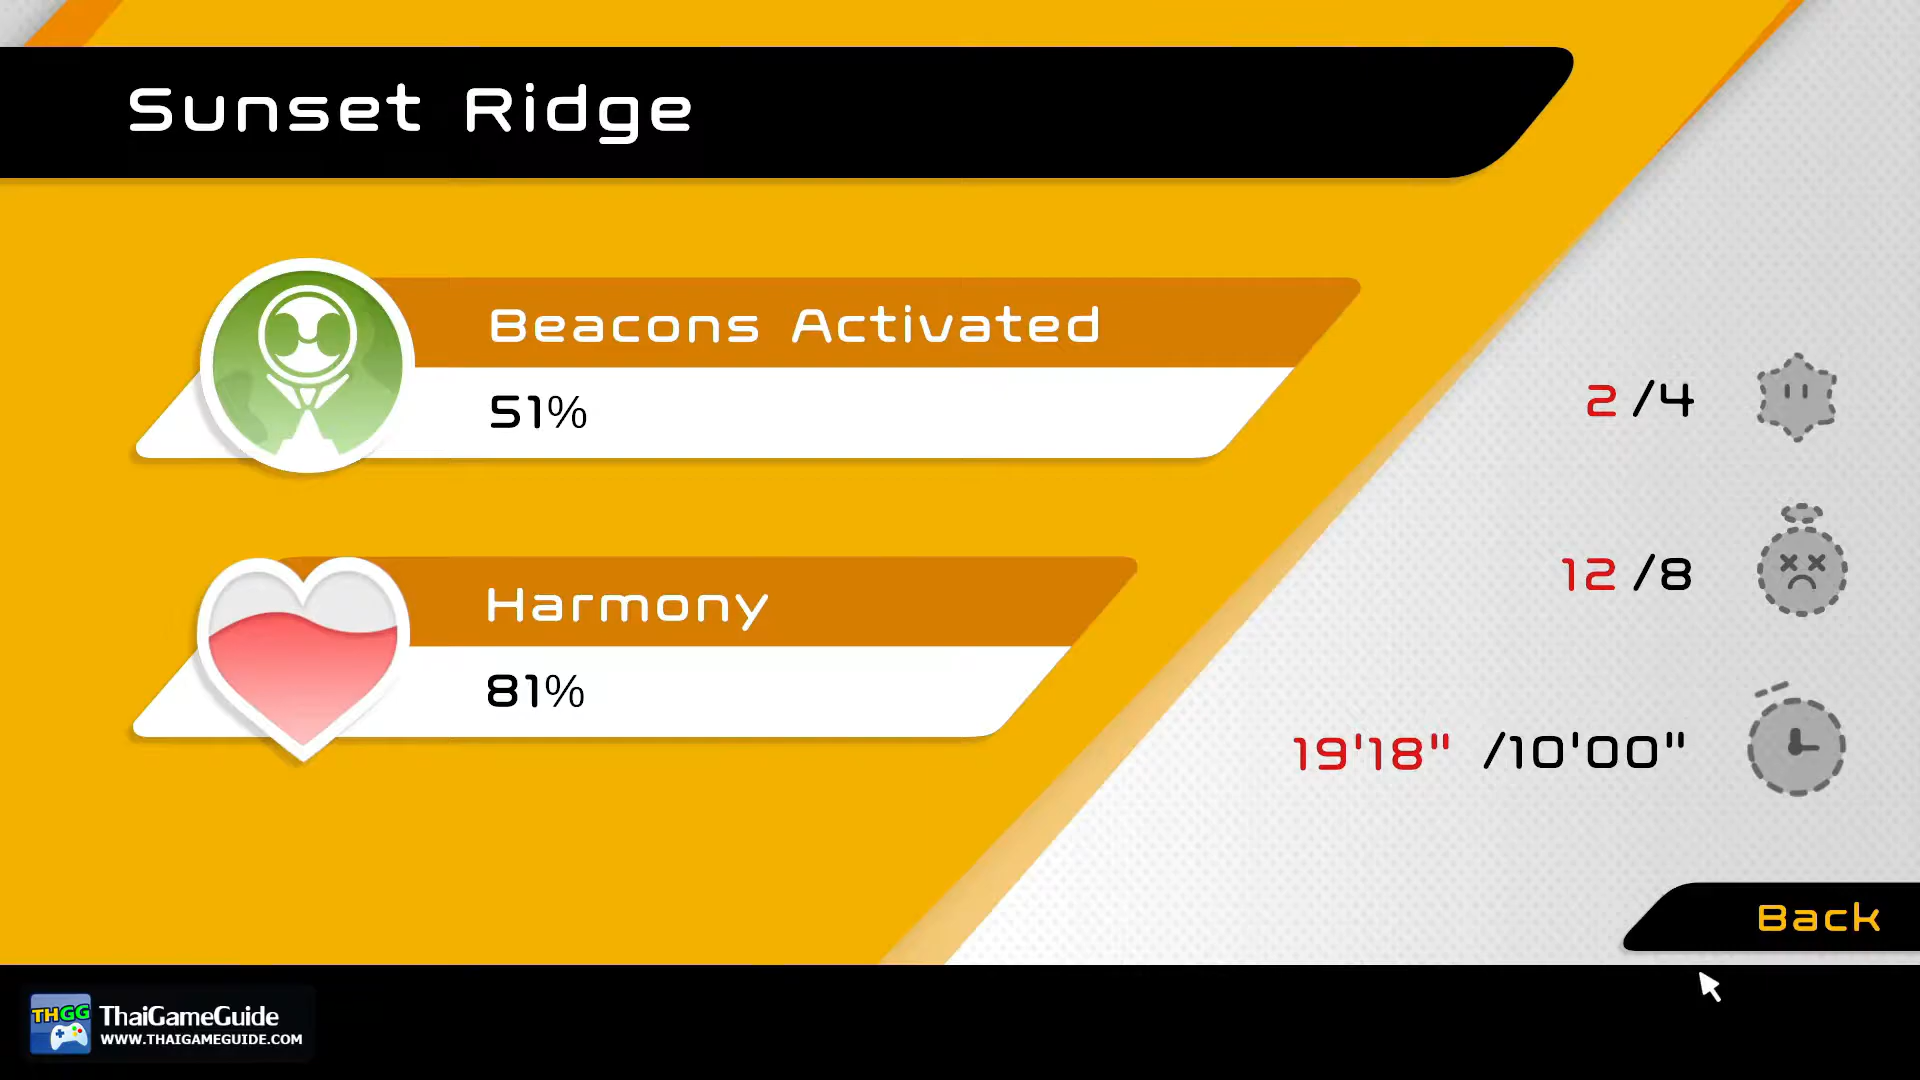 Sunset Ridge
Beacons Activated
51%
Harmony
81%
2 /4
12 /8
19'18" /10'00"
Back
THGG ThaiGameGuide
WWW.THAIGAMEGUIDE.COM